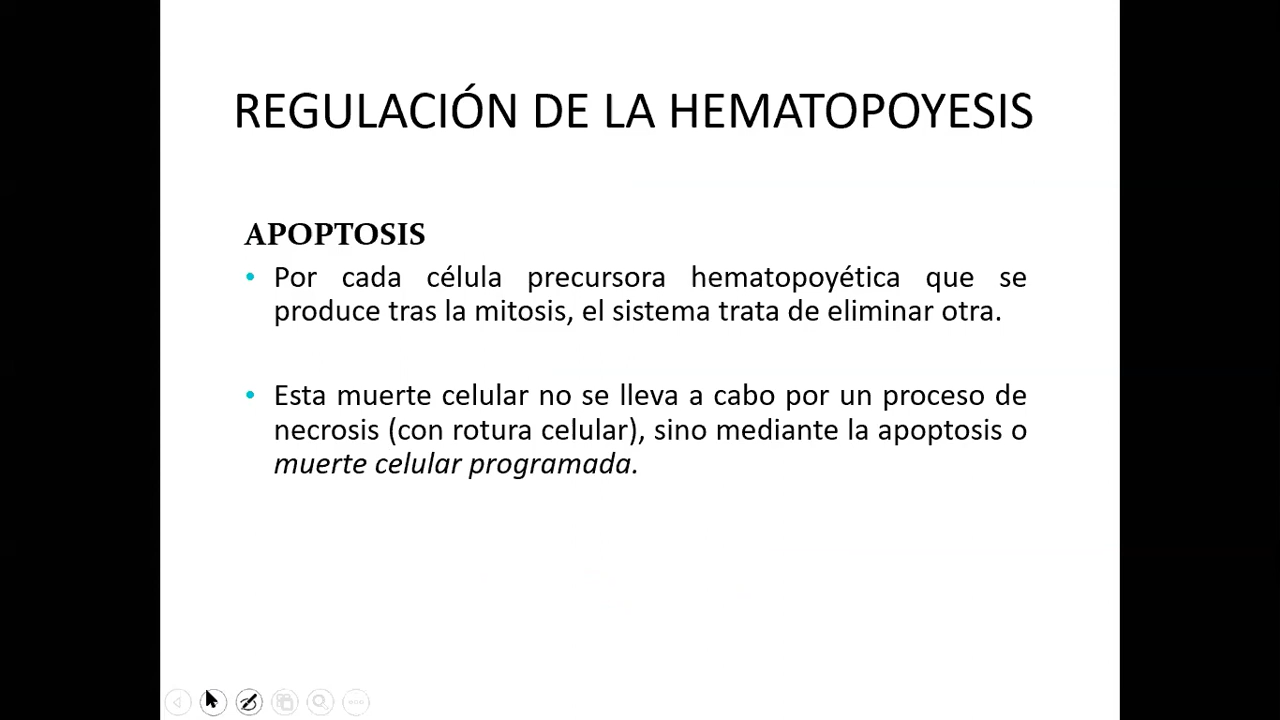 REGULACIÓN DE LA HEMATOPOYESIS
APOPTOSIS
• Por cada célula precursora hematopoyética que se
produce tras la mitosis, el sistema trata de eliminar otra.
• Esta muerte celular no se lleva a cabo por un proceso de
necrosis (con rotura celular), sino mediante la apoptosis o
muerte celular programada.